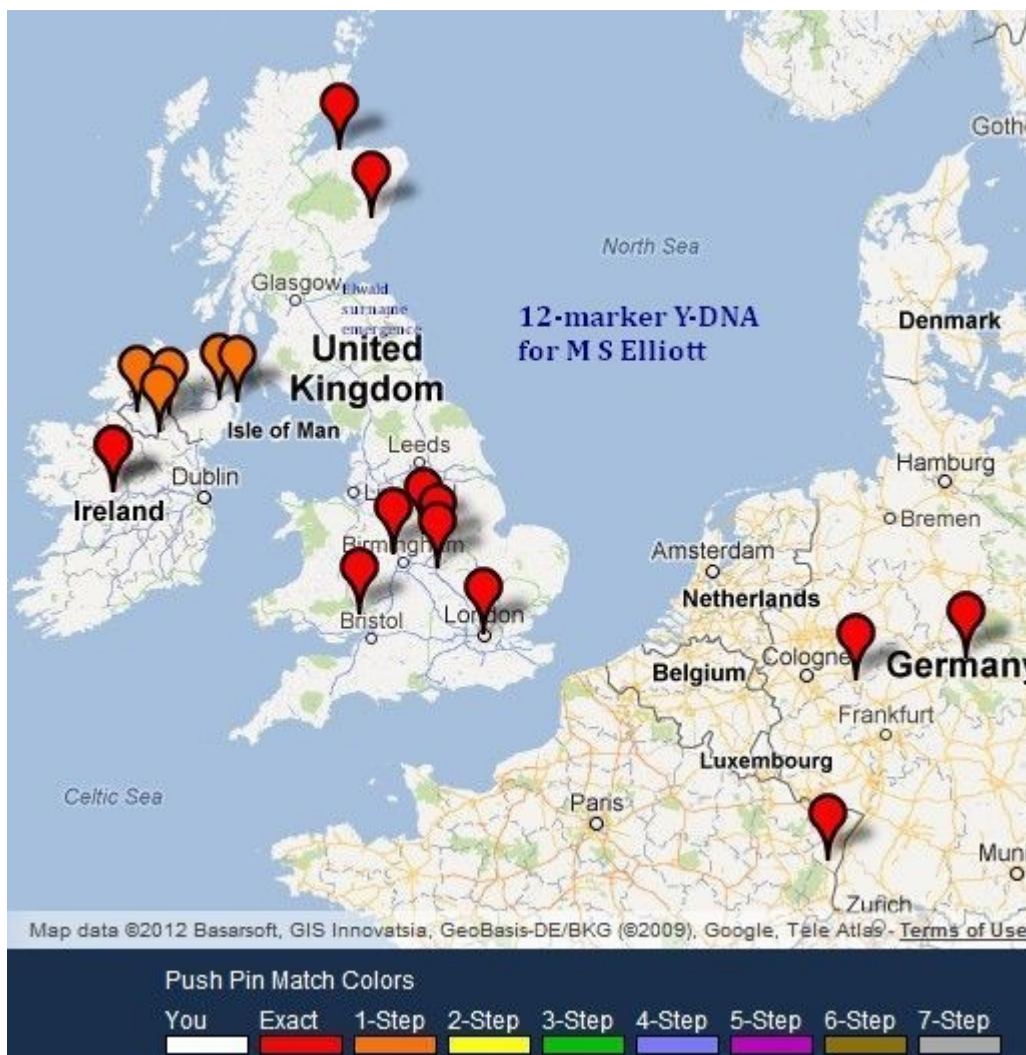 Gothe
North Sea
Glasgow
Elwald
surname
emergence
12-marker Y-DNA
for M S Elliott
Denmark
United
Kingdom
Isle of Man
Leeds
Dublin
Hamburg
Ireland
Bremen
Birmingham
Amsterdam
Netherlands
Bristol
London
Belgium
Cologne
Germany
Frankfurt
Luxembourg
Celtic Sea
Paris
Muni
Zurich
Map data ©2012 Basarsoft, GIS Innovatsia, GeoBasis-DE/BKG (©2009), Google, Tele Atlas - Terms of Use
Push Pin Match Colors
You Exact 1-Step 2-Step 3-Step 4-Step 5-Step 6-Step 7-Step